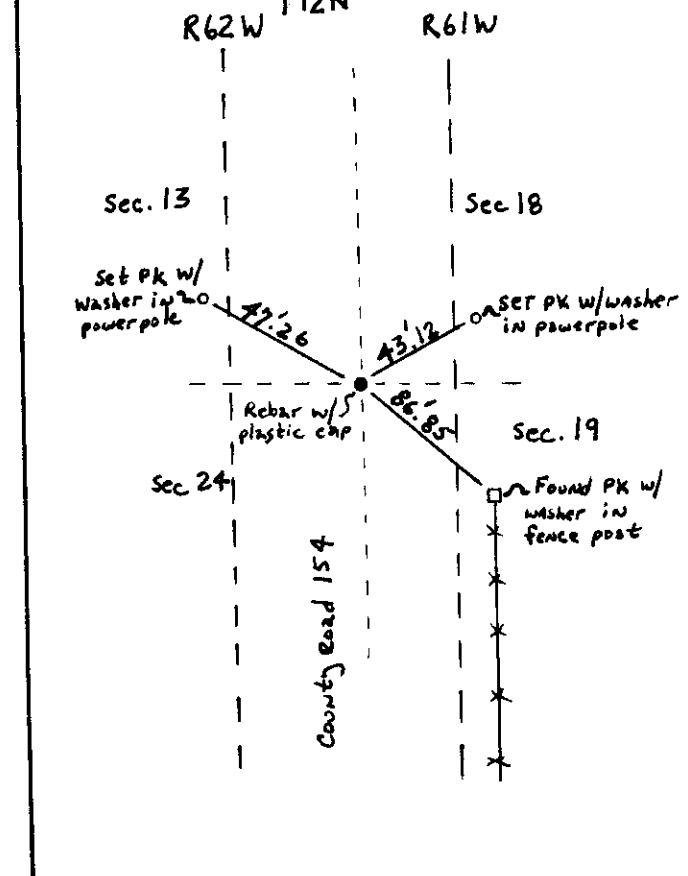 T12N
R62W R61W
Sec. 13
Sec 18
Set PK w/
washer in
powerpole
47.'26
43.'12
Set PK w/washer
in powerpole
Rebar w/
plastic cap
86.'85
Sec. 19
Sec 24
Found PK w/
washer in
fence post
County Road 154